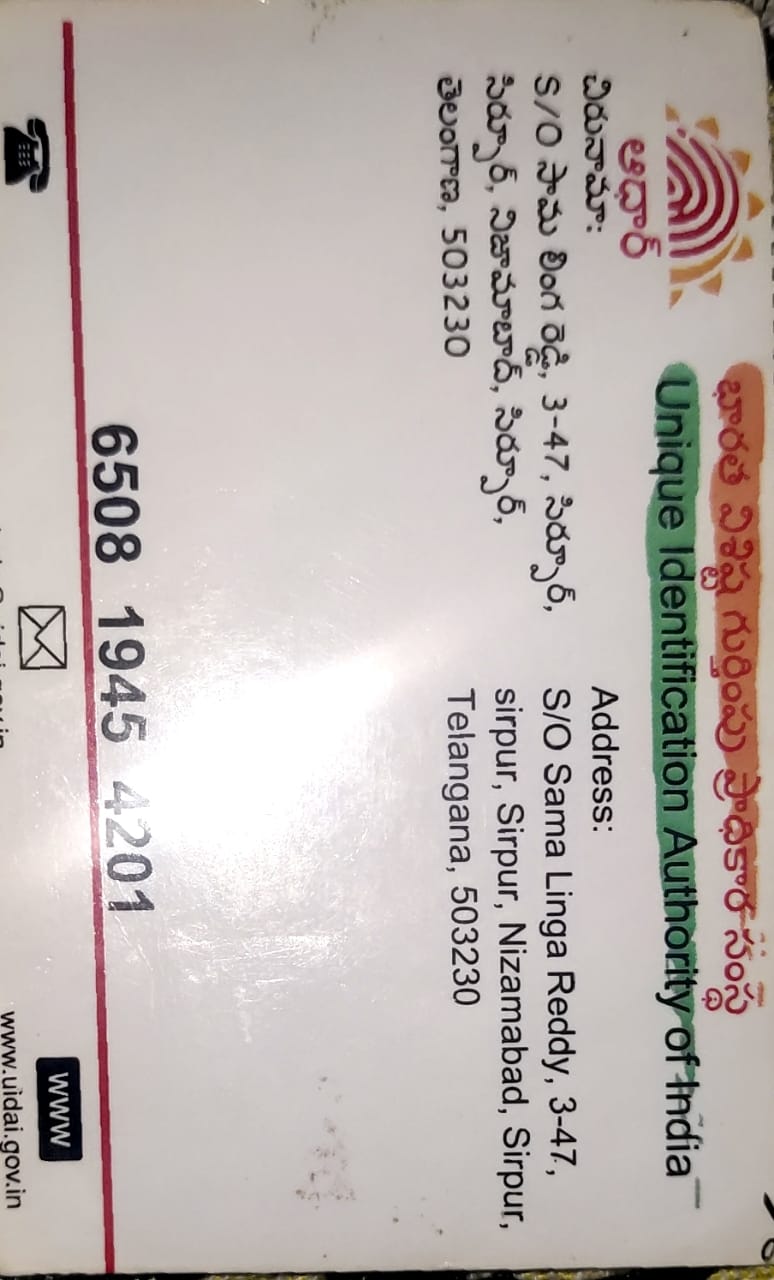 భారత విశిష్ట గుర్తింపు ప్రాధికార సంస్థ
Unique Identification Authority of India
ఆధార్
చిరునామా:
S/O సామ లింగ రెడ్డి, 3-47, సిర్పూర్,
సిర్పూర్, నిజామాబాద్, సిర్పూర్,
తెలంగాణ, 503230
Address:
S/O Sama Linga Reddy, 3-47,
sirpur, Sirpur, Nizamabad, Sirpur,
Telangana, 503230
6508 1945 4201
www
www.uidai.gov.in